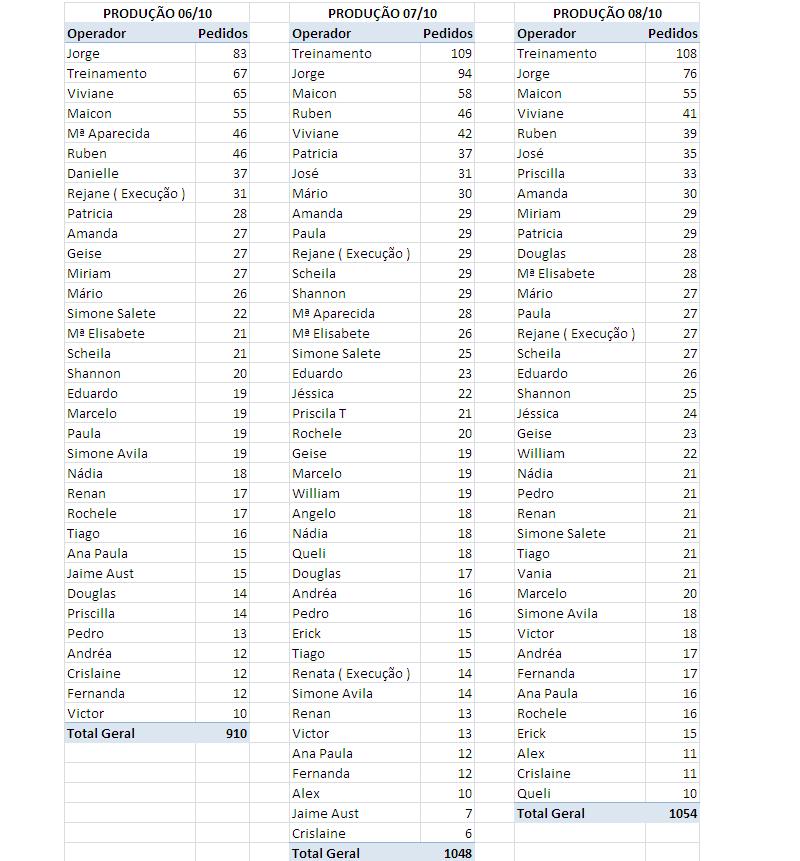 PRODUÇÃO 06/10 PRODUÇÃO 07/10 PRODUÇÃO 08/10
Operador Pedidos Operador Pedidos Operador Pedidos
Jorge 83 Treinamento 109 Treinamento 108
Treinamento 67 Jorge 94 Jorge 76
Viviane 65 Maicon 58 Maicon 55
Maicon 55 Ruben 46 Viviane 41
Mª Aparecida 46 Viviane 42 Ruben 39
Ruben 46 Patricia 37 José 35
Danielle 37 José 31 Priscilla 33
Rejane ( Execução ) 31 Mário 30 Amanda 30
Patricia 28 Amanda 29 Miriam 29
Amanda 27 Paula 29 Patricia 29
Geise 27 Rejane ( Execução ) 29 Douglas 28
Miriam 27 Scheila 29 Mª Elisabete 28
Mário 26 Shannon 29 Mário 27
Simone Salete 22 Mª Aparecida 28 Paula 27
Mª Elisabete 21 Mª Elisabete 26 Rejane ( Execução ) 27
Scheila 21 Simone Salete 25 Scheila 27
Shannon 20 Eduardo 23 Eduardo 26
Eduardo 19 Jéssica 22 Shannon 25
Marcelo 19 Priscila T 21 Jéssica 24
Paula 19 Rochele 20 Geise 23
Simone Avila 19 Geise 19 William 22
Nádia 18 Marcelo 19 Nádia 21
Renan 17 William 19 Pedro 21
Rochele 17 Angelo 18 Renan 21
Tiago 16 Nádia 18 Simone Salete 21
Ana Paula 15 Queli 18 Tiago 21
Jaime Aust 15 Douglas 17 Vania 21
Douglas 14 Andréa 16 Marcelo 20
Priscilla 14 Pedro 16 Simone Avila 18
Pedro 13 Erick 15 Victor 18
Andréa 12 Tiago 15 Andréa 17
Crislaine 12 Renata ( Execução ) 14 Fernanda 17
Fernanda 12 Simone Avila 14 Ana Paula 16
Victor 10 Renan 13 Rochele 16
Total Geral 910 Victor 13 Erick 15
Ana Paula 12 Alex 11
Fernanda 12 Crislaine 11
Alex 10 Queli 10
Jaime Aust 7 Total Geral 1054
Crislaine 6
Total Geral 1048